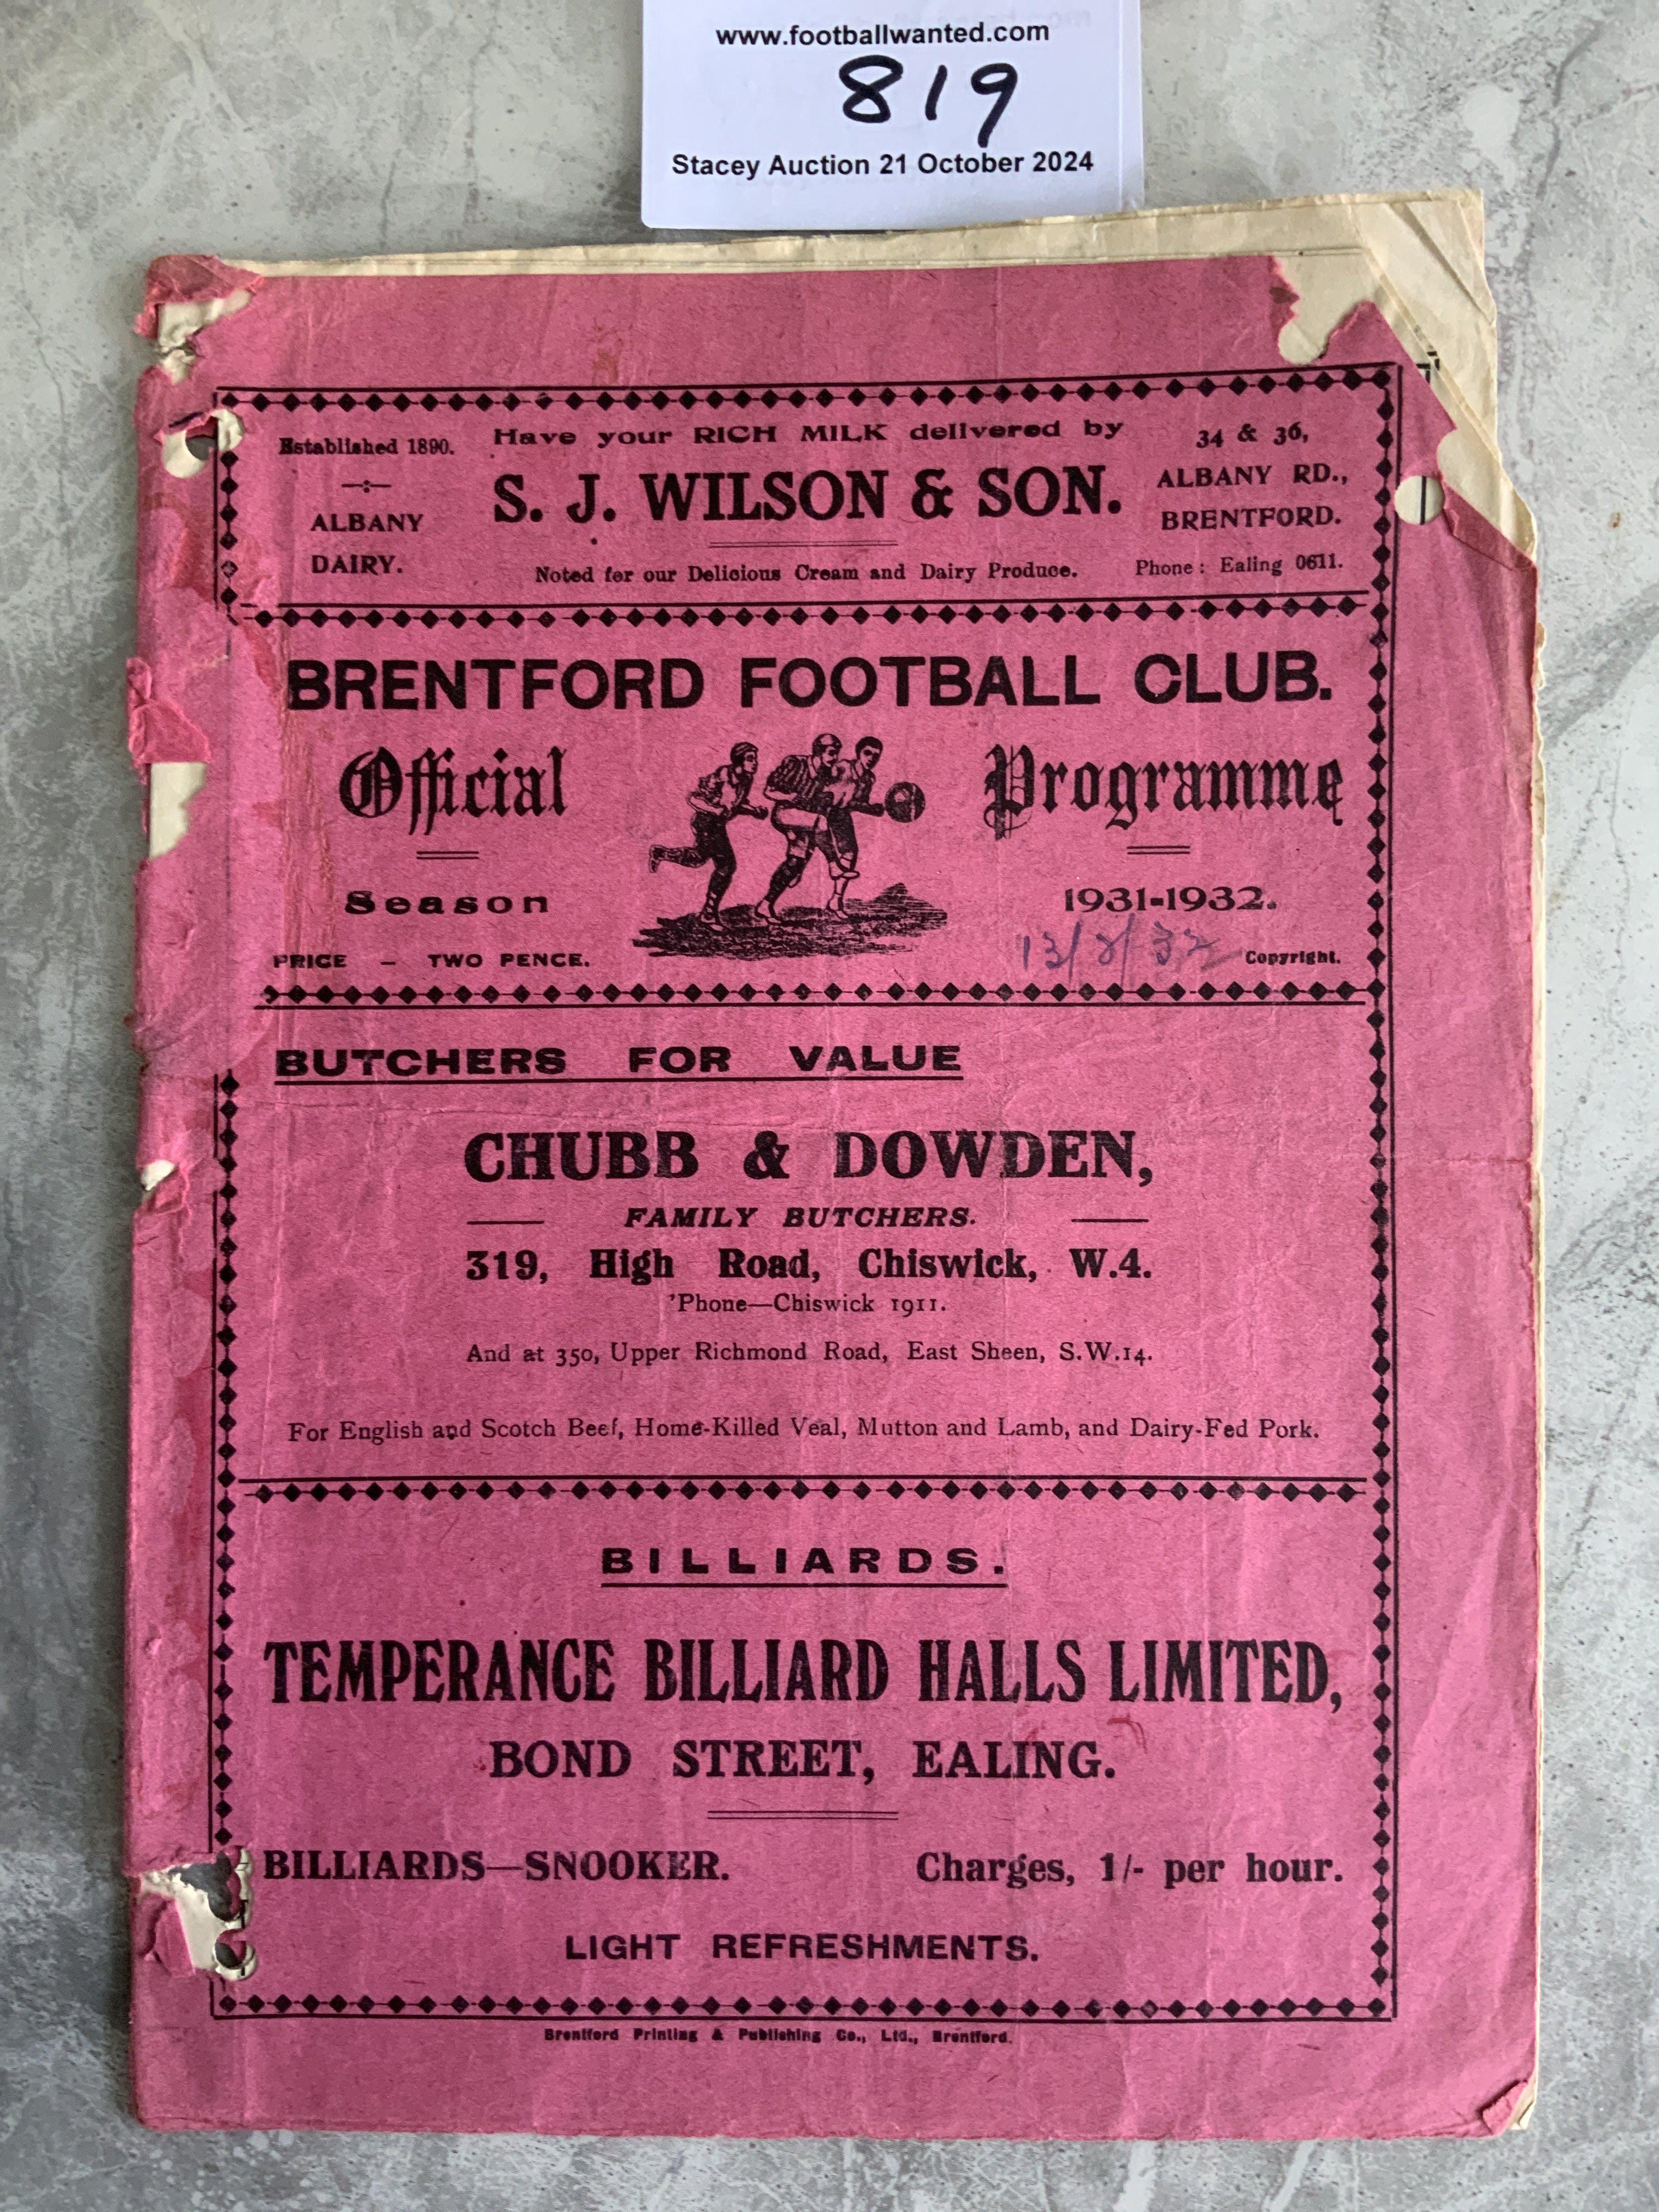 www.footballwanted.com
819
Stacey Auction 21 October 2024
Established 1890.
ALBANY
DAIRY.
Have your RICH MILK delivered by
S. J. WILSON & SON.
Noted for our Delicious Cream and Dairy Produce.
34 & 36,
ALBANY RD.,
BRENTFORD.
Phone: Ealing 0611.
BRENTFORD FOOTBALL CLUB.
Official Programme
Season 1931-1932.
PRICE – TWO PENCE.
Copyright.
BUTCHERS FOR VALUE
CHUBB & DOWDEN,
FAMILY BUTCHERS.
319, High Road, Chiswick, W.4.
'Phone—Chiswick 1911.
And at 350, Upper Richmond Road, East Sheen, S.W.14.
For English and Scotch Beef, Home-Killed Veal, Mutton and Lamb, and Dairy-Fed Pork.
BILLIARDS.
TEMPERANCE BILLIARD HALLS LIMITED,
BOND STREET, EALING.
BILLIARDS—SNOOKER. Charges, 1/- per hour.
LIGHT REFRESHMENTS.
Brentford Printing & Publishing Co., Ltd., Brentford.